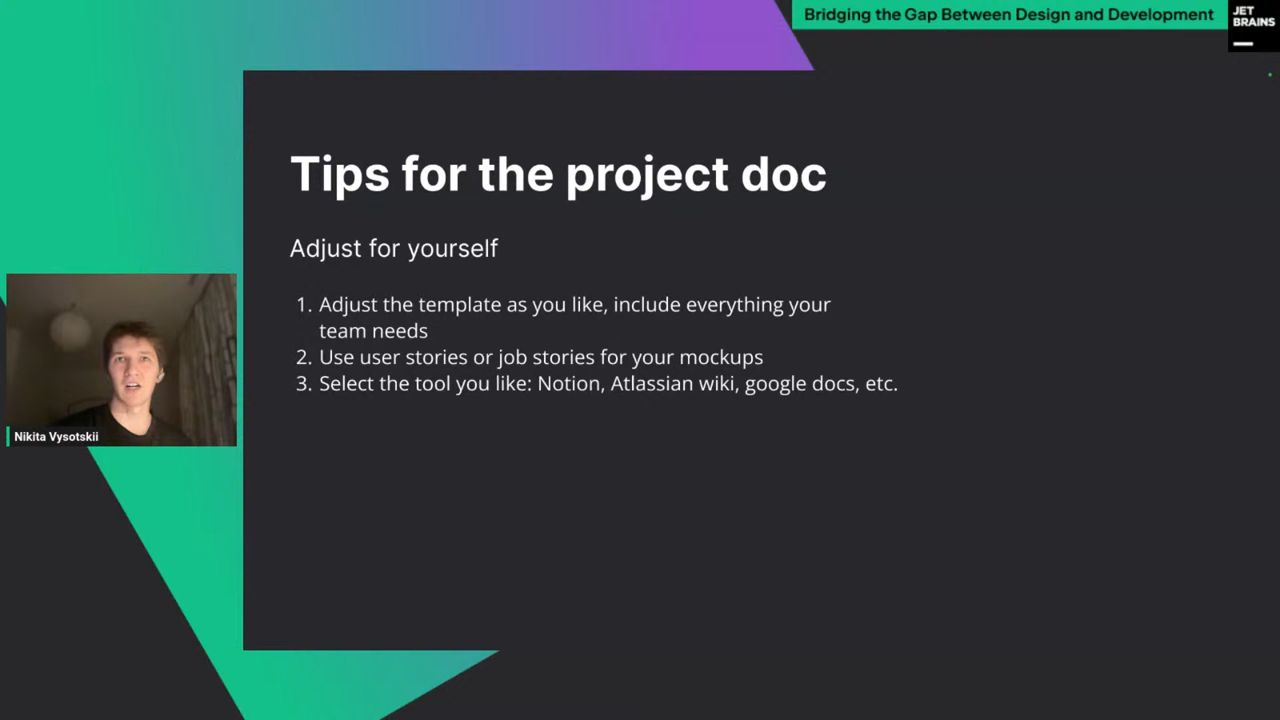 Bridging the Gap Between Design and Development
JET
BRAINS
Tips for the project doc
Adjust for yourself
1. Adjust the template as you like, include everything your
team needs
2. Use user stories or job stories for your mockups
3. Select the tool you like: Notion, Atlassian wiki, google docs, etc.
Nikita Vysotskii